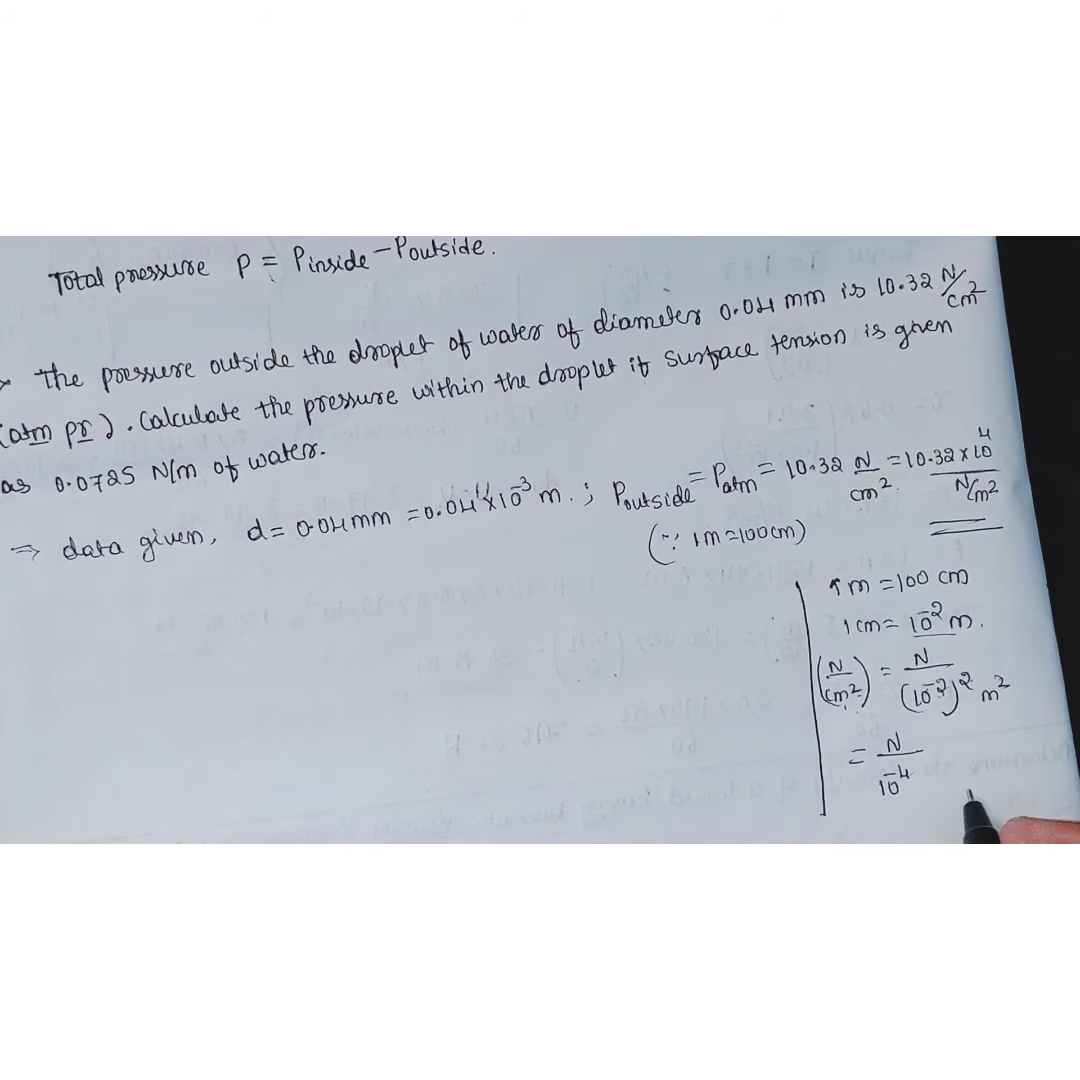 Total pressure P = Pinside - Poutside.
The pressure outside the droplet of water of diameter 0.04 mm is 10.32 N/cm²
(atm pr). Calculate the pressure within the droplet if surface tension is given
as 0.0725 N/m of water.
⇒ data given, d = 0.04mm = 0.04 × 10⁻³ m. ; Poutside = Patm = 10.32 N/cm² = 10.32 × 10⁴ N/m²
(∵ 1m = 100cm)
1 m = 100 cm
1 cm = 10⁻² m.
(N/cm²) = N/(10⁻²)² m²
= N/10⁻⁴